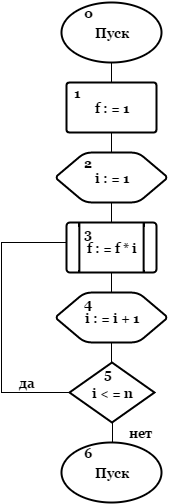 0
Пуск
1
f : = 1
2
i : = 1
3
f : = f * i
4
i : = i + 1
5
i < = n
да
нет
6
Пуск